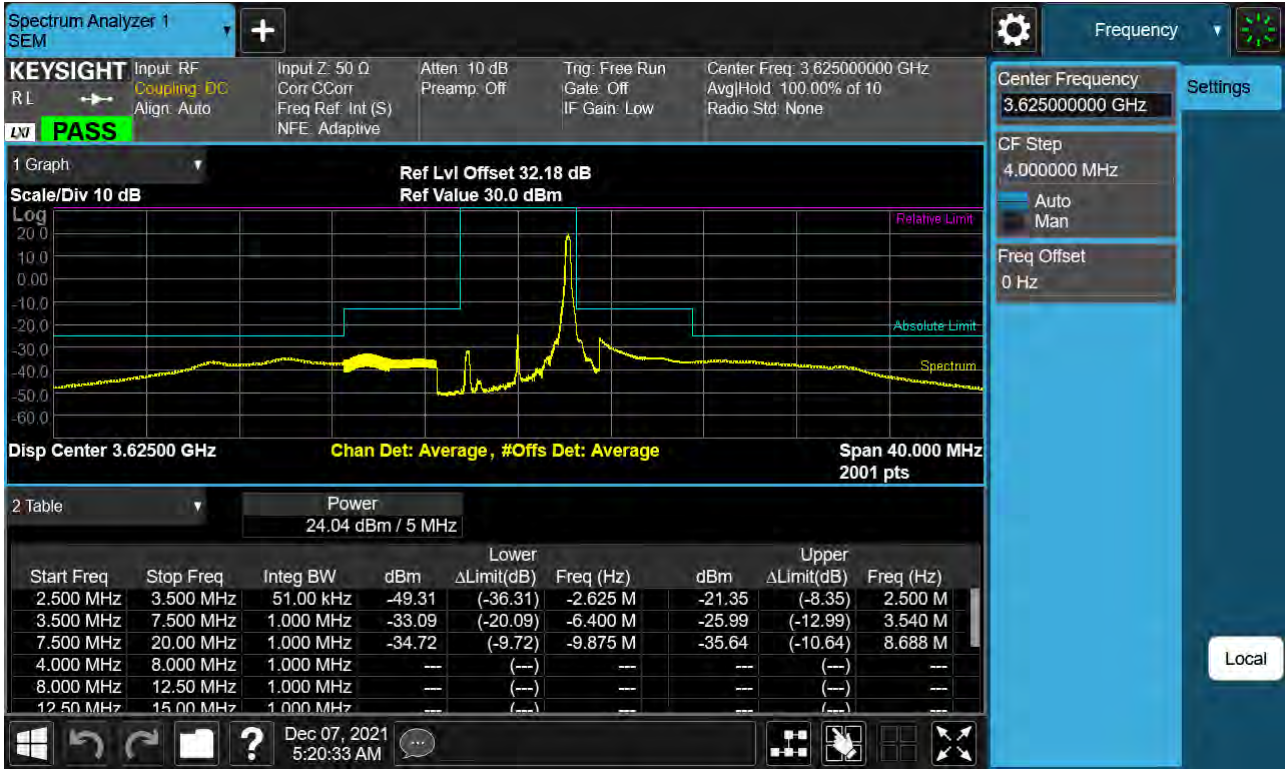 Spectrum Analyzer 1
SEM
+
Frequency
KEYSIGHT
R L
LXI
PASS
Input: RF
Coupling: DC
Align: Auto
Input Z: 50 Ω
Corr CCorr
Freq Ref: Int (S)
NFE: Adaptive
Atten: 10 dB
Preamp: Off
Trig: Free Run
Gate: Off
IF Gain: Low
Center Freq: 3.625000000 GHz
Avg|Hold: 100.00% of 10
Radio Std: None
Center Frequency
3.625000000 GHz
Settings
CF Step
4.000000 MHz
Auto
Man
Freq Offset
0 Hz
Local
1 Graph
Scale/Div 10 dB
Ref Lvl Offset 32.18 dB
Ref Value 30.0 dBm
Log
20.0
10.0
0.00
-10.0
-20.0
-30.0
-40.0
-50.0
-60.0
Relative Limit
Absolute Limit
Spectrum
Disp Center 3.62500 GHz Chan Det: Average, #Offs Det: Average Span 40.000 MHz
2001 pts
2 Table
Power
24.04 dBm / 5 MHz
Lower Upper
Start Freq Stop Freq Integ BW dBm ΔLimit(dB) Freq (Hz) dBm ΔLimit(dB) Freq (Hz)
2.500 MHz 3.500 MHz 51.00 kHz -49.31 (-36.31) -2.625 M -21.35 (-8.35) 2.500 M
3.500 MHz 7.500 MHz 1.000 MHz -33.09 (-20.09) -6.400 M -25.99 (-12.99) 3.540 M
7.500 MHz 20.00 MHz 1.000 MHz -34.72 (-9.72) -9.875 M -35.64 (-10.64) 8.688 M
4.000 MHz 8.000 MHz 1.000 MHz --- (---) --- --- (---) ---
8.000 MHz 12.50 MHz 1.000 MHz --- (---) --- --- (---) ---
12.50 MHz 15.00 MHz 1.000 MHz --- (---) --- --- (---) ---
?
Dec 07, 2021
5:20:33 AM